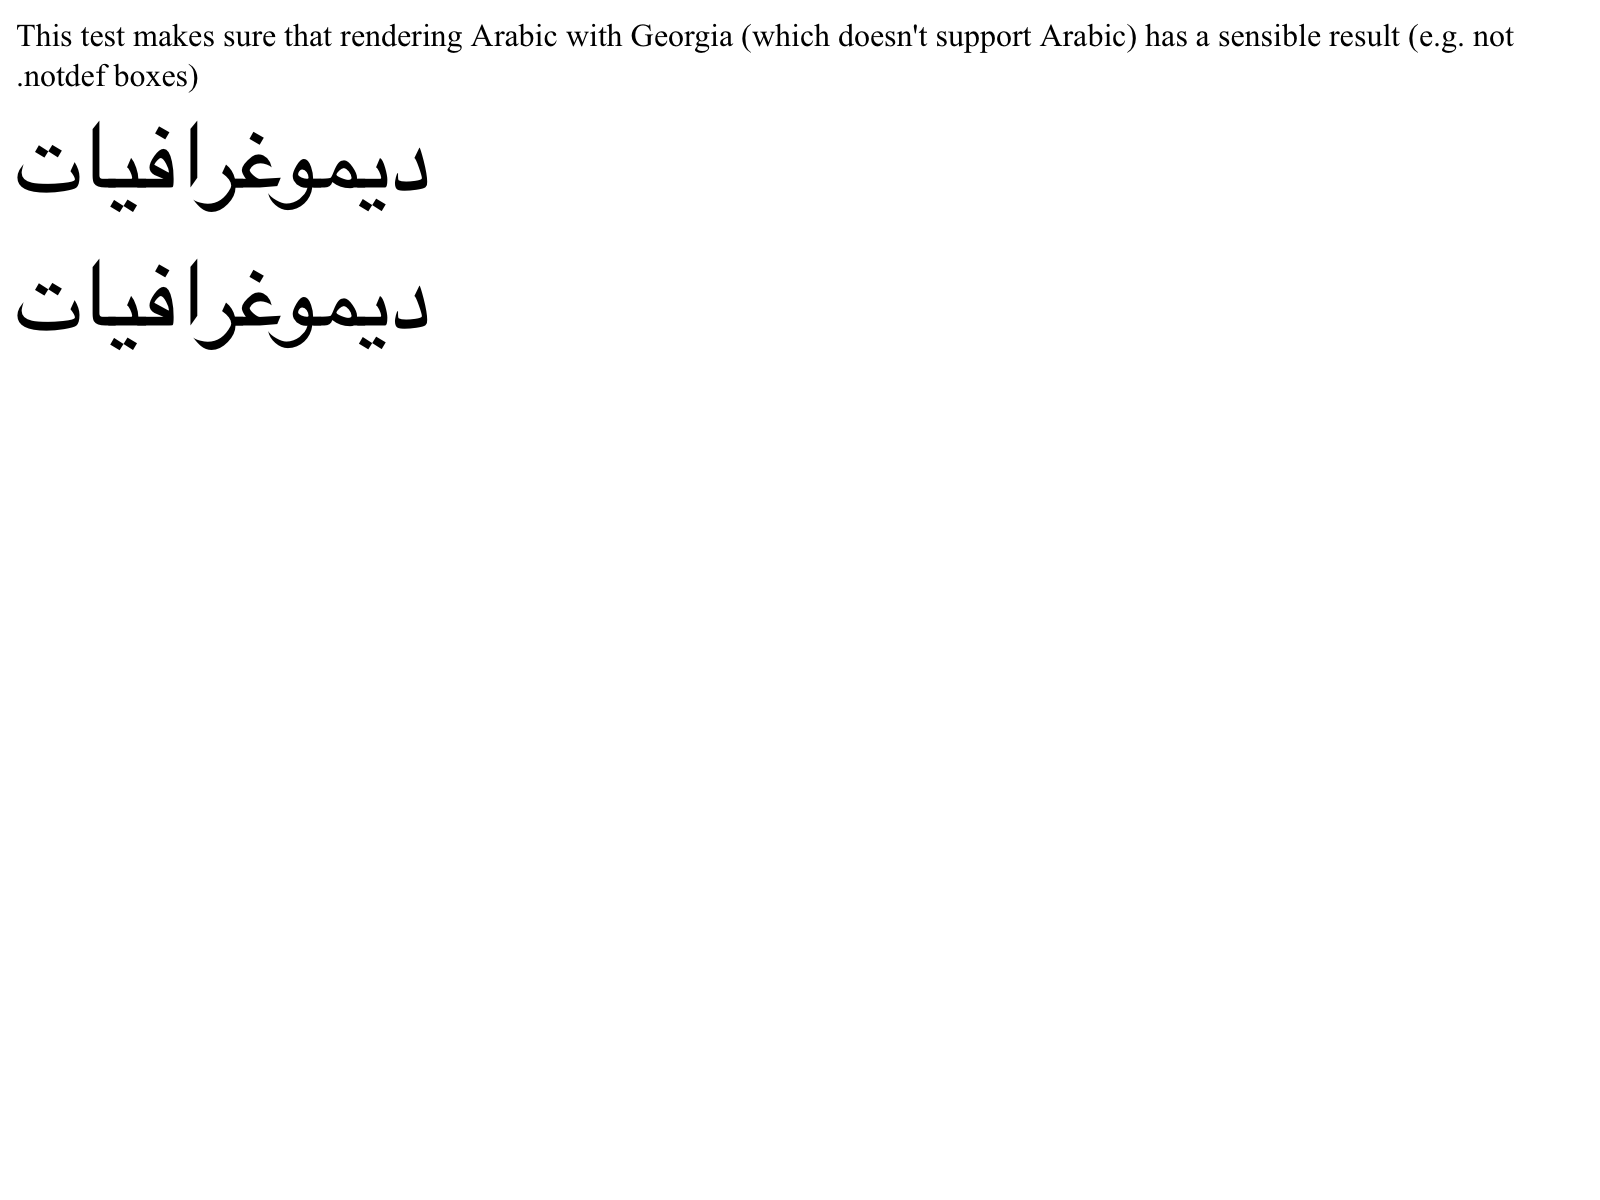 This test makes sure that rendering Arabic with Georgia (which doesn't support Arabic) has a sensible result (e.g. not
.notdef boxes)
ديموغرافيات
ديموغرافيات